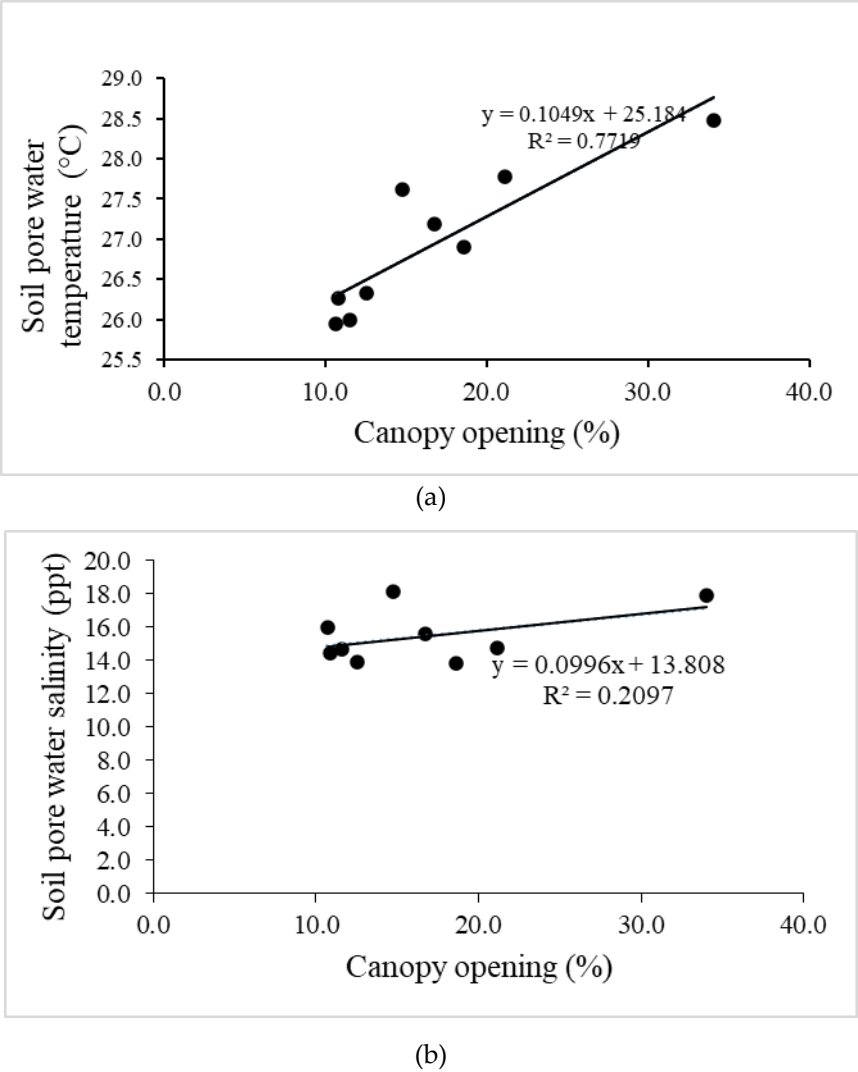 29.0
28.5
28.0
27.5
27.0
26.5
26.0
25.5
Soil pore water
temperature (°C)
y = 0.1049x + 25.184
R² = 0.7719
0.0 10.0 20.0 30.0 40.0
Canopy opening (%)
(a)
20.0
18.0
16.0
14.0
12.0
10.0
8.0
6.0
4.0
2.0
0.0
Soil pore water salinity (ppt)
y = 0.0996x + 13.808
R² = 0.2097
0.0 10.0 20.0 30.0 40.0
Canopy opening (%)
(b)